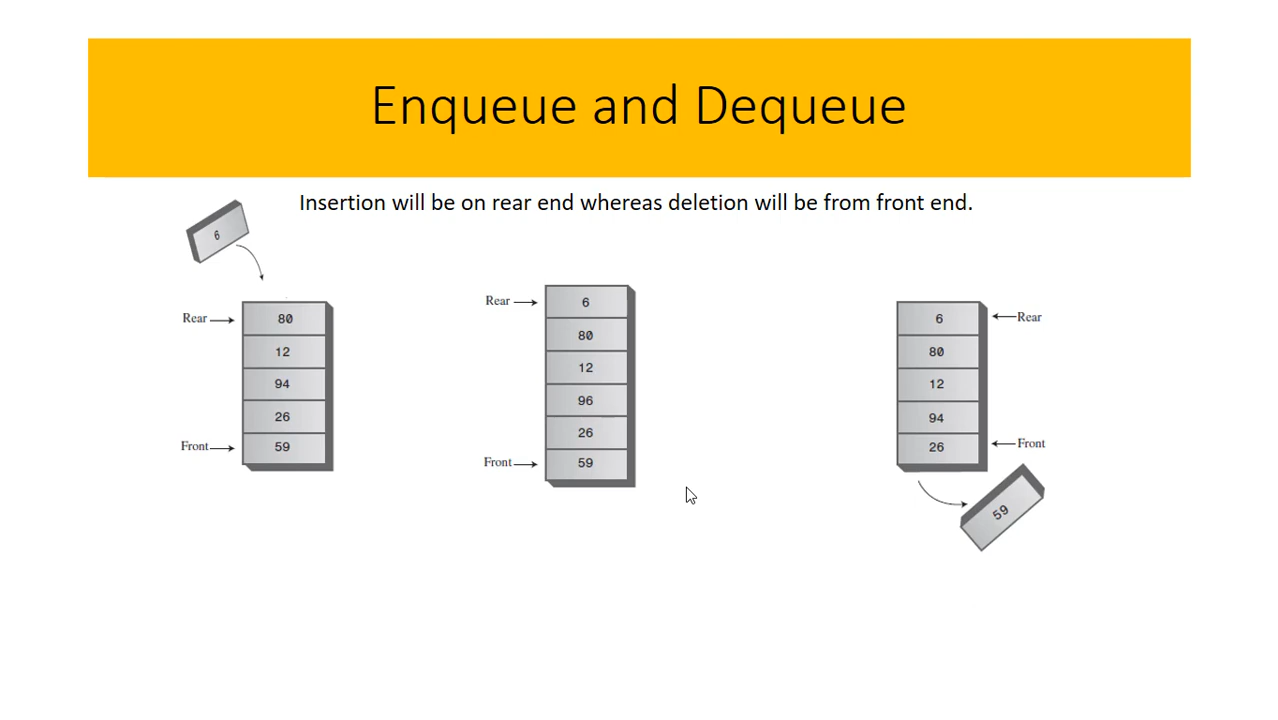 Enqueue and Dequeue
Insertion will be on rear end whereas deletion will be from front end.
6
Rear
80
12
94
26
Front
59
Rear
6
80
12
96
26
Front
59
6
Rear
80
12
94
26
Front
59